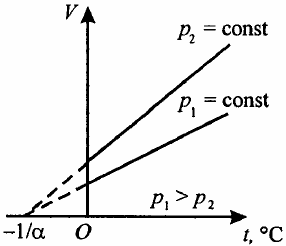 V
p₂ = const
p₁ = const
p₁ > p₂
−1/α
O
t, °C